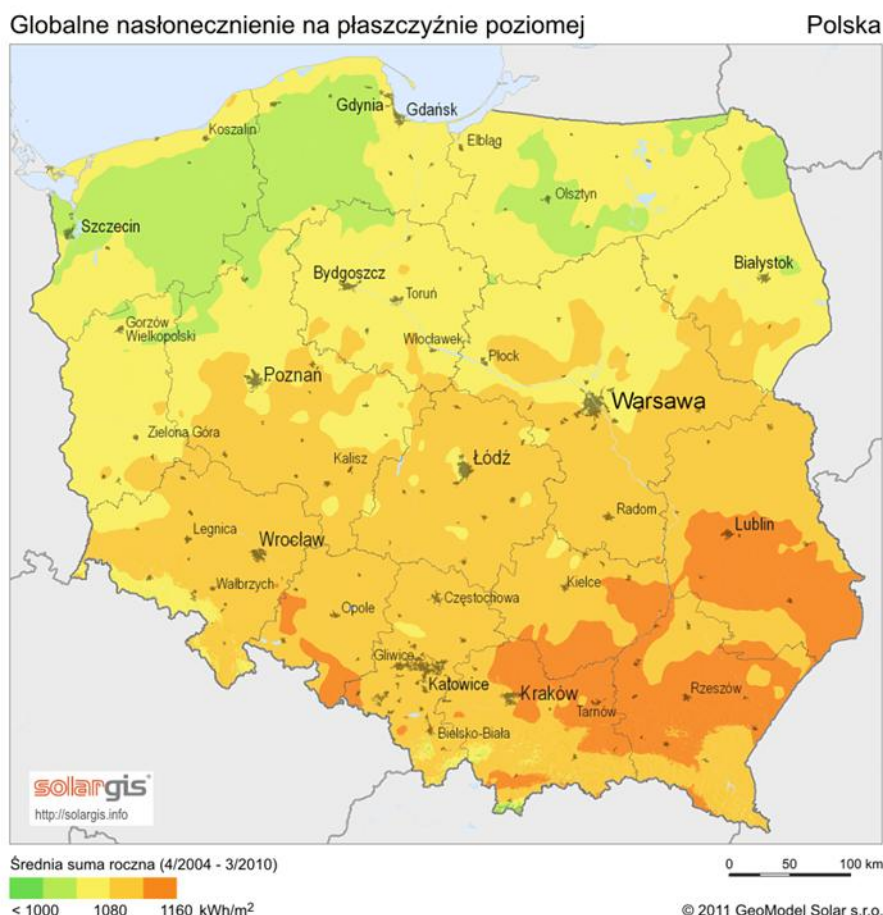 Globalne nasłonecznienie na płaszczyźnie poziomej Polska
Gdynia
Gdańsk
Koszalin
Elbląg
Olsztyn
Szczecin
Białystok
Bydgoszcz
Toruń
Gorzów
Wielkopolski
Włocławek
Płock
Poznań
Warsawa
Zielona Góra
Kalisz
Łódź
Radom
Legnica
Wrocław
Lublin
Wałbrzych
Kielce
Częstochowa
Opole
Gliwice
Katowice
Kraków
Rzeszów
Tarnów
Bielsko-Biała
solargis
http://solargis.info
Średnia suma roczna (4/2004 - 3/2010)
0 50 100 km
< 1000 1080 1160 kWh/m²
© 2011 GeoModel Solar s.r.o.